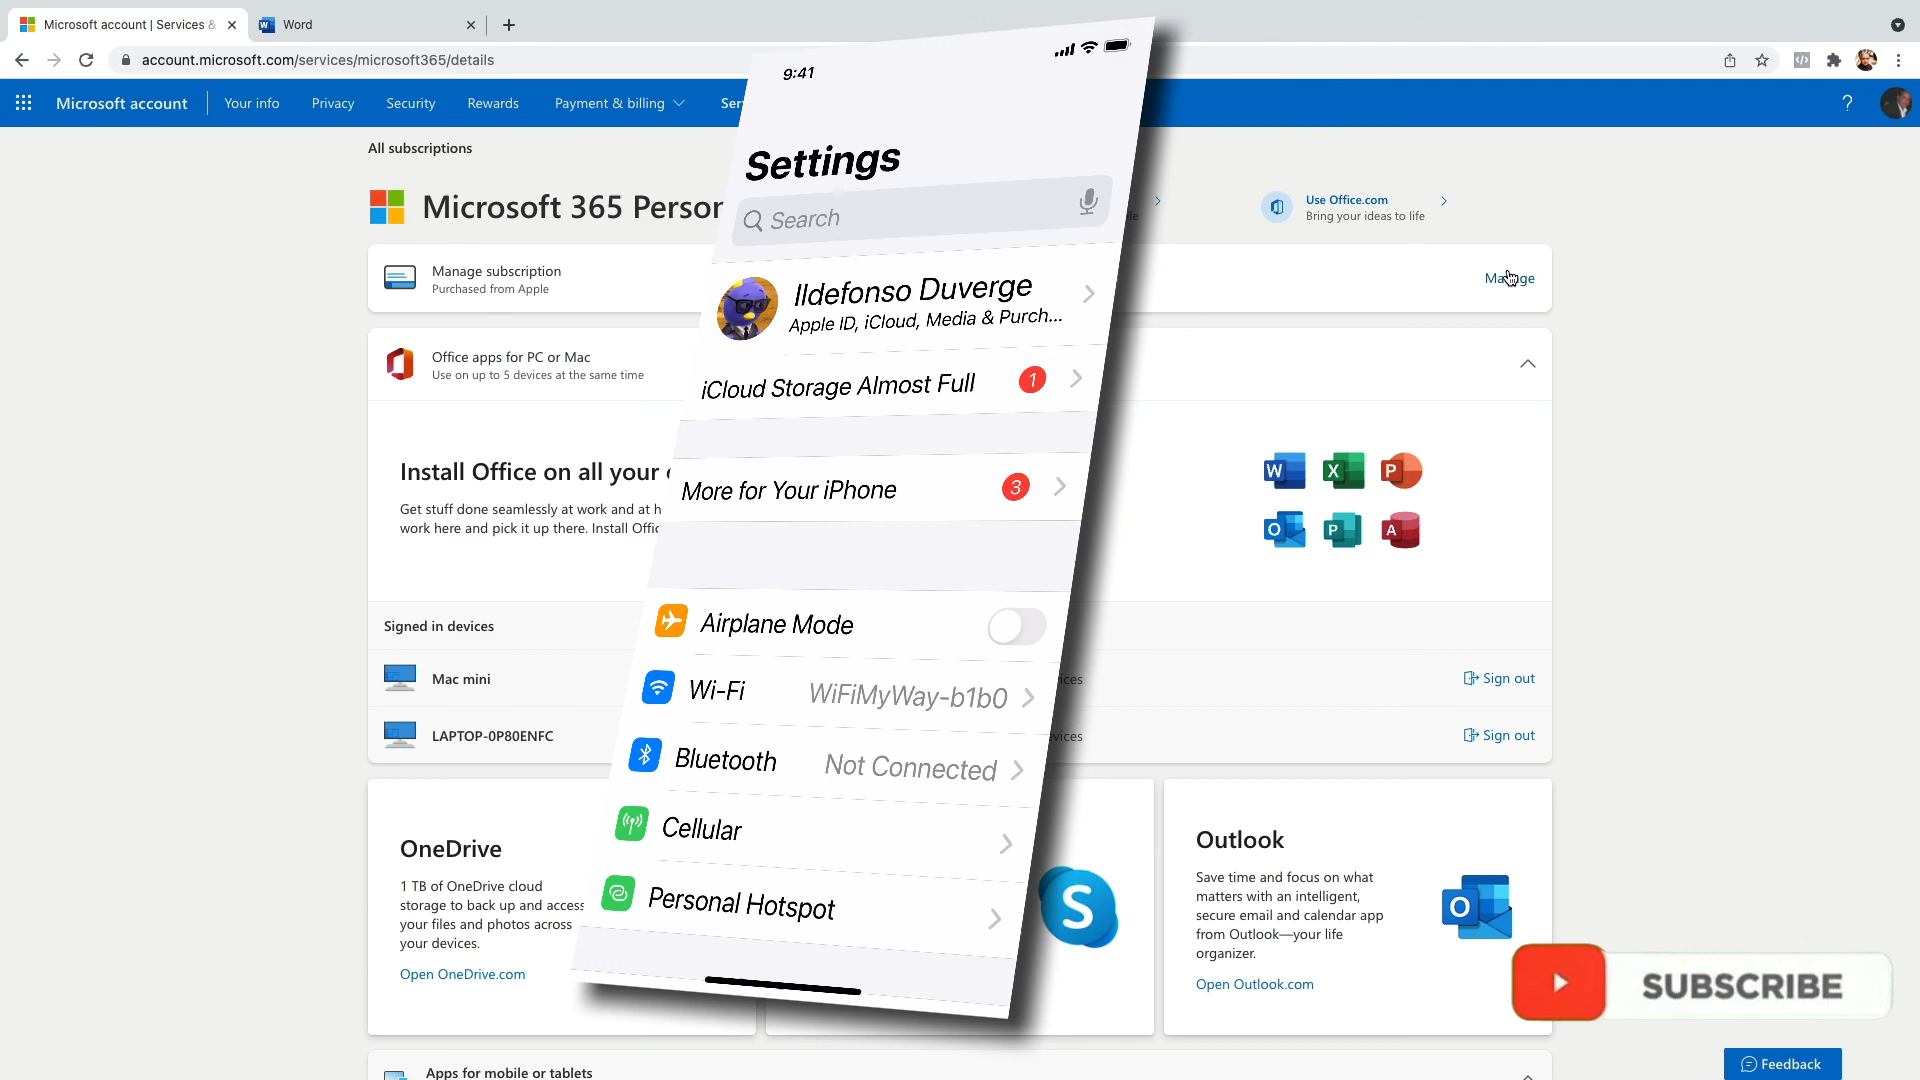 Microsoft account | Services &
Word
account.microsoft.com/services/microsoft365/details
Microsoft account
Your info
Privacy
Security
Rewards
Payment & billing
Ser
?
All subscriptions
Microsoft 365 Person
Use Office.com
Bring your ideas to life
Manage subscription
Purchased from Apple
Manage
Office apps for PC or Mac
Use on up to 5 devices at the same time
Install Office on all your
Get stuff done seamlessly at work and at h
work here and pick it up there. Install Offic
W X P
O P A
Signed in devices
Mac mini
ices
Sign out
LAPTOP-0P80ENFC
evices
Sign out
OneDrive
1 TB of OneDrive cloud
storage to back up and access
your files and photos across
your devices.
Open OneDrive.com
S
Outlook
Save time and focus on what
matters with an intelligent,
secure email and calendar app
from Outlook—your life
organizer.
Open Outlook.com
O
Apps for mobile or tablets
Feedback
SUBSCRIBE
9:41
Settings
Search
Ildefonso Duverge
Apple ID, iCloud, Media & Purch...
iCloud Storage Almost Full 1
More for Your iPhone 3
Airplane Mode
Wi-Fi WiFiMyWay-b1b0
Bluetooth Not Connected
Cellular
Personal Hotspot